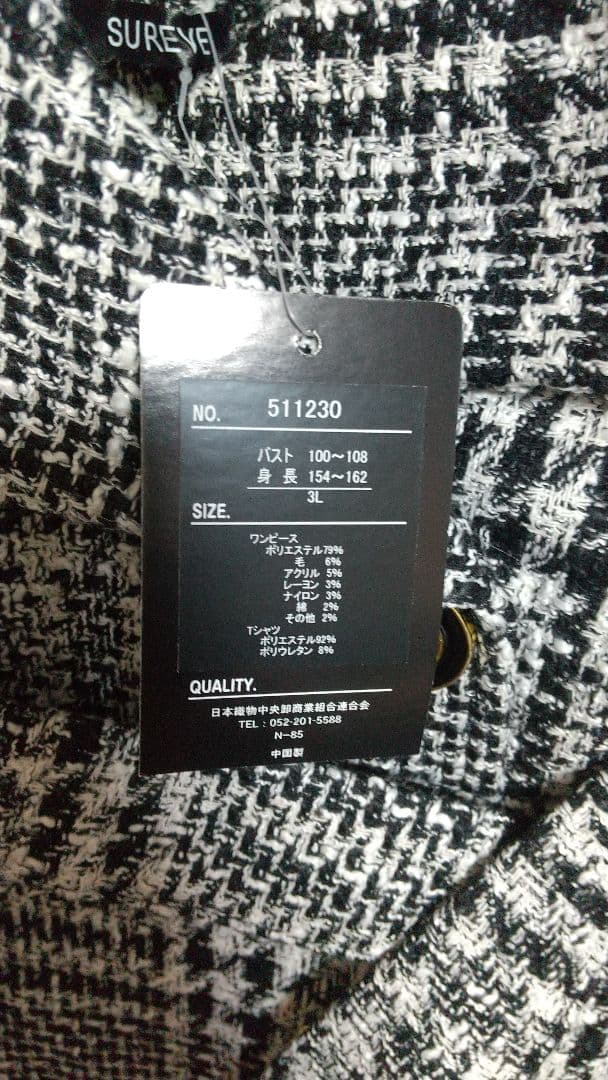 SUREVE
NO. 511230
バスト 100～108
身長 154～162
3L
SIZE.
ワンピース
ポリエステル79%
毛 6%
アクリル 5%
レーヨン 3%
ナイロン 3%
綿 2%
その他 2%
Tシャツ
ポリエステル92%
ポリウレタン 8%
QUALITY.
日本織物中央卸商業組合連合会
TEL：052-201-5588
N-85
中国製